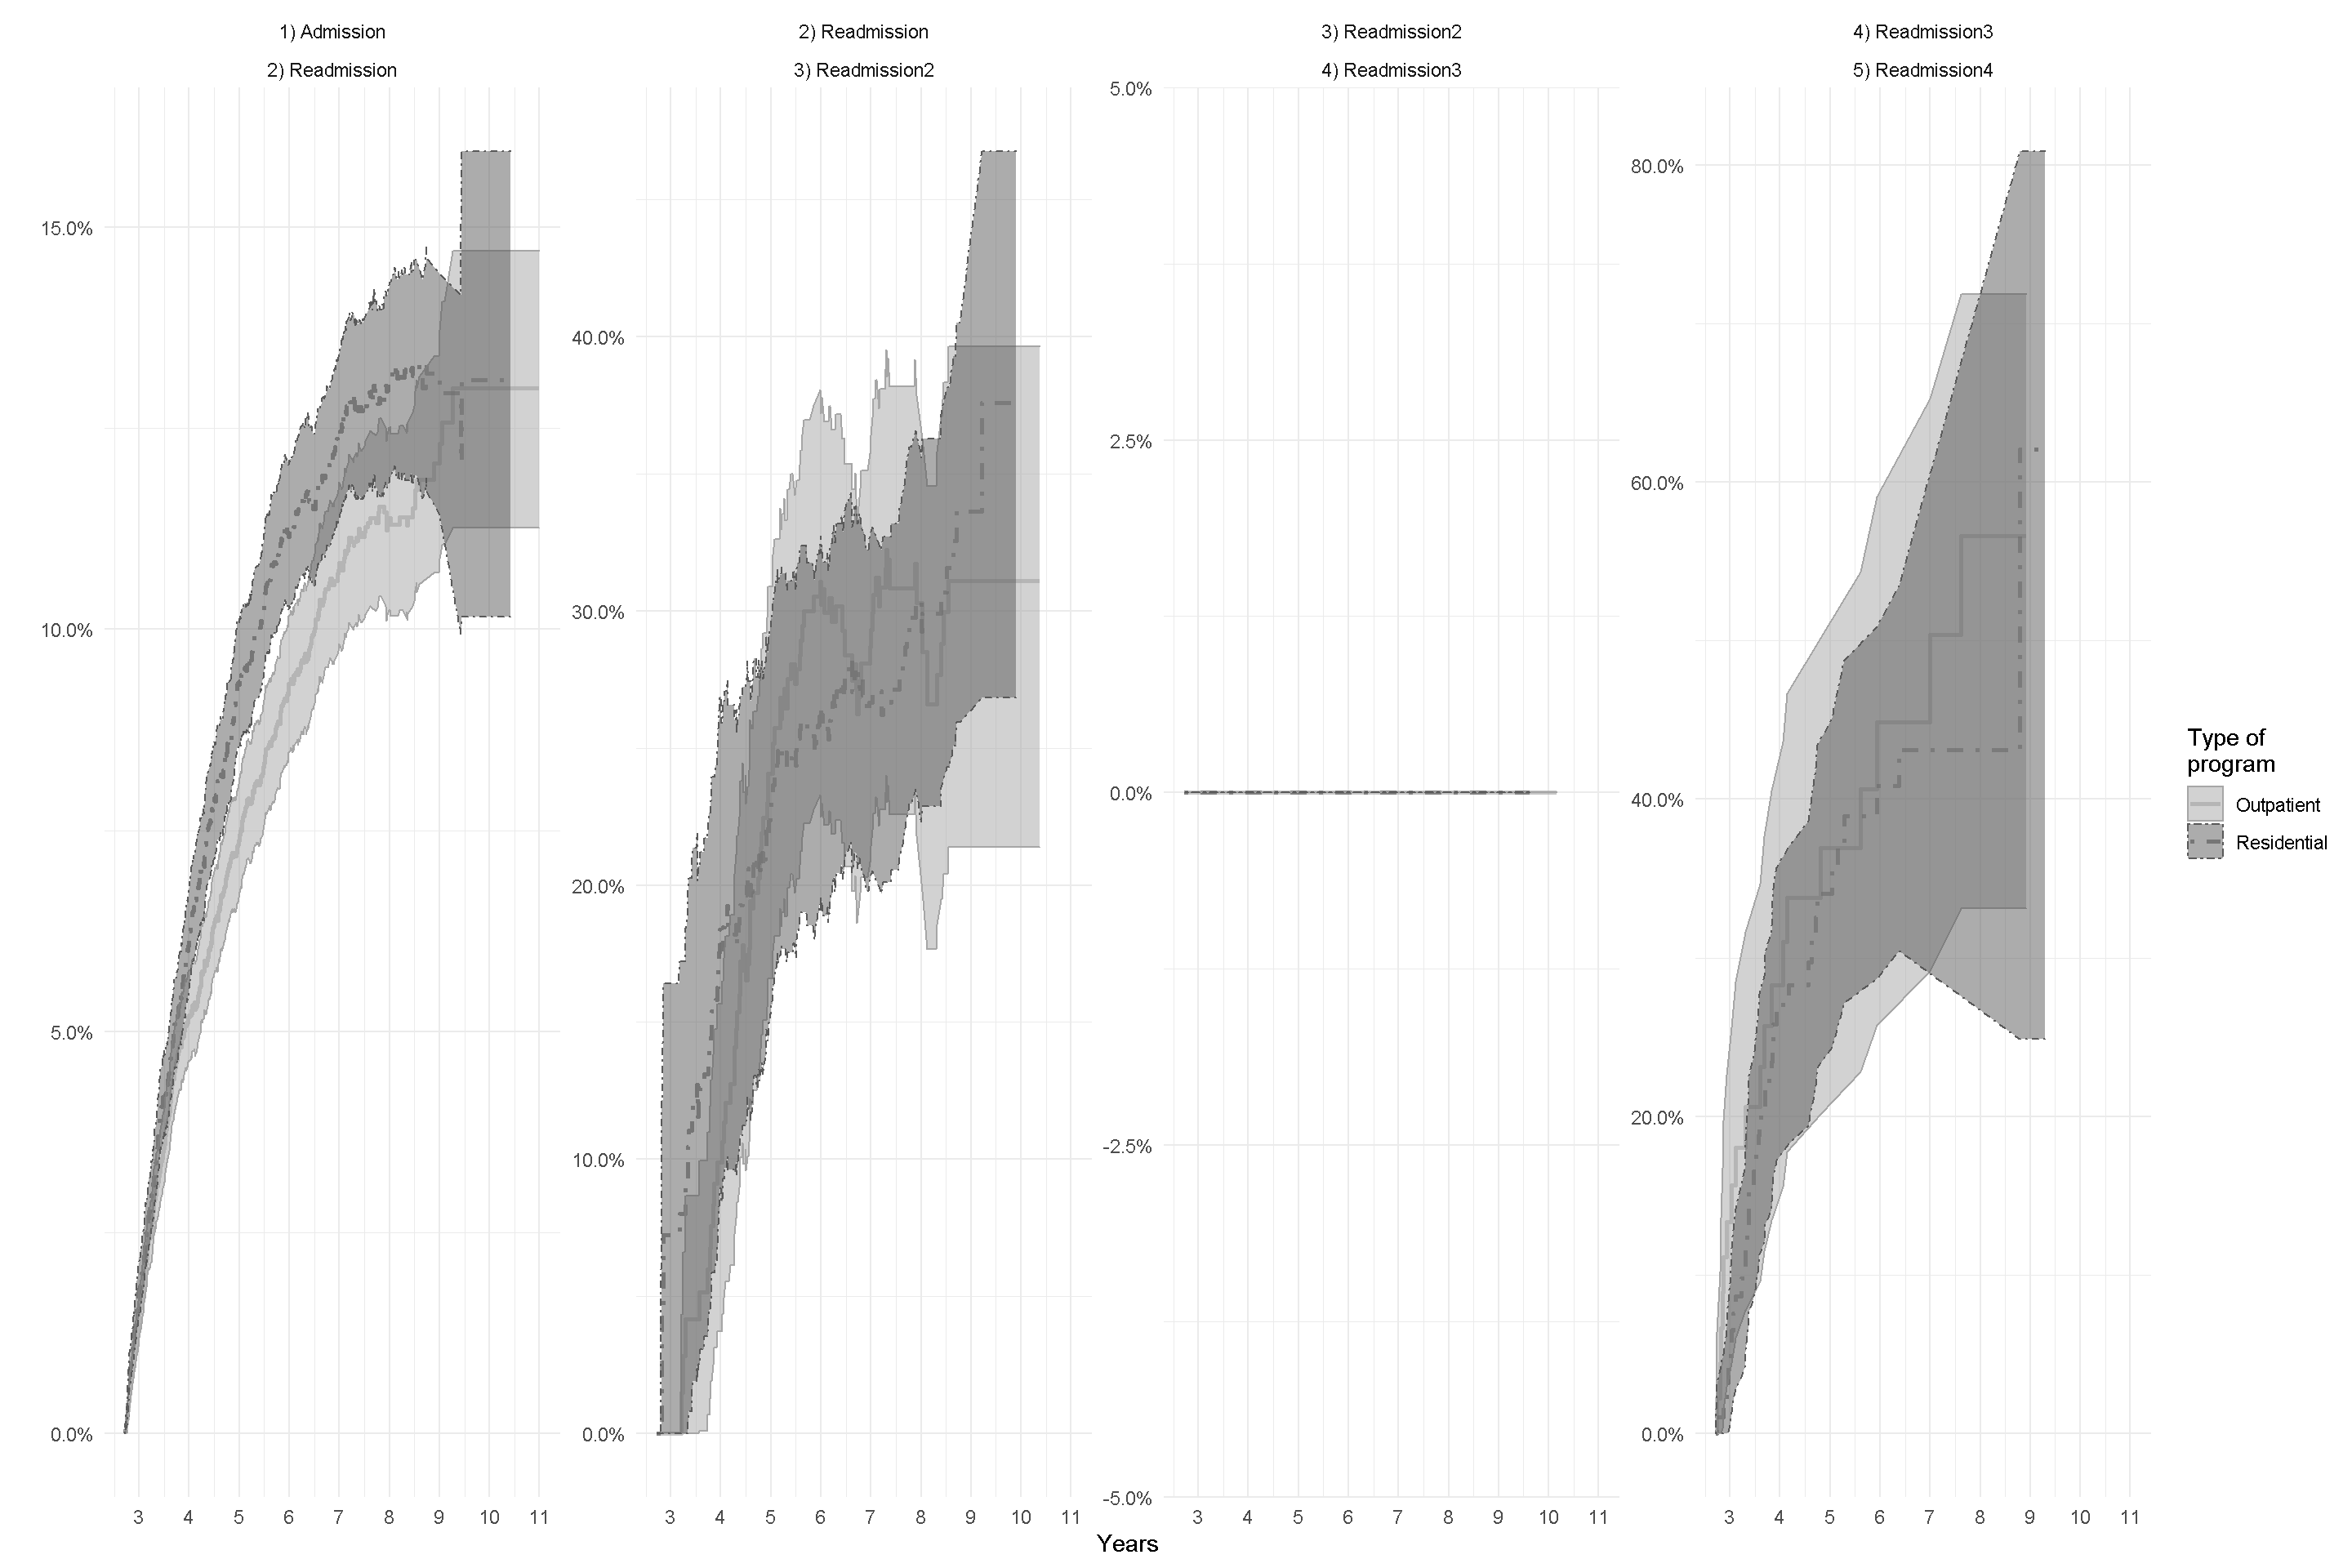 1) Admission
2) Readmission
2) Readmission
3) Readmission2
3) Readmission2
4) Readmission3
4) Readmission3
5) Readmission4
15.0%
10.0%
5.0%
0.0%
40.0%
30.0%
20.0%
10.0%
0.0%
5.0%
2.5%
0.0%
-2.5%
-5.0%
80.0%
60.0%
40.0%
20.0%
0.0%
3 4 5 6 7 8 9 10 11
3 4 5 6 7 8 9 10 11
3 4 5 6 7 8 9 10 11
3 4 5 6 7 8 9 10 11
Years
Type of
program
Outpatient
Residential